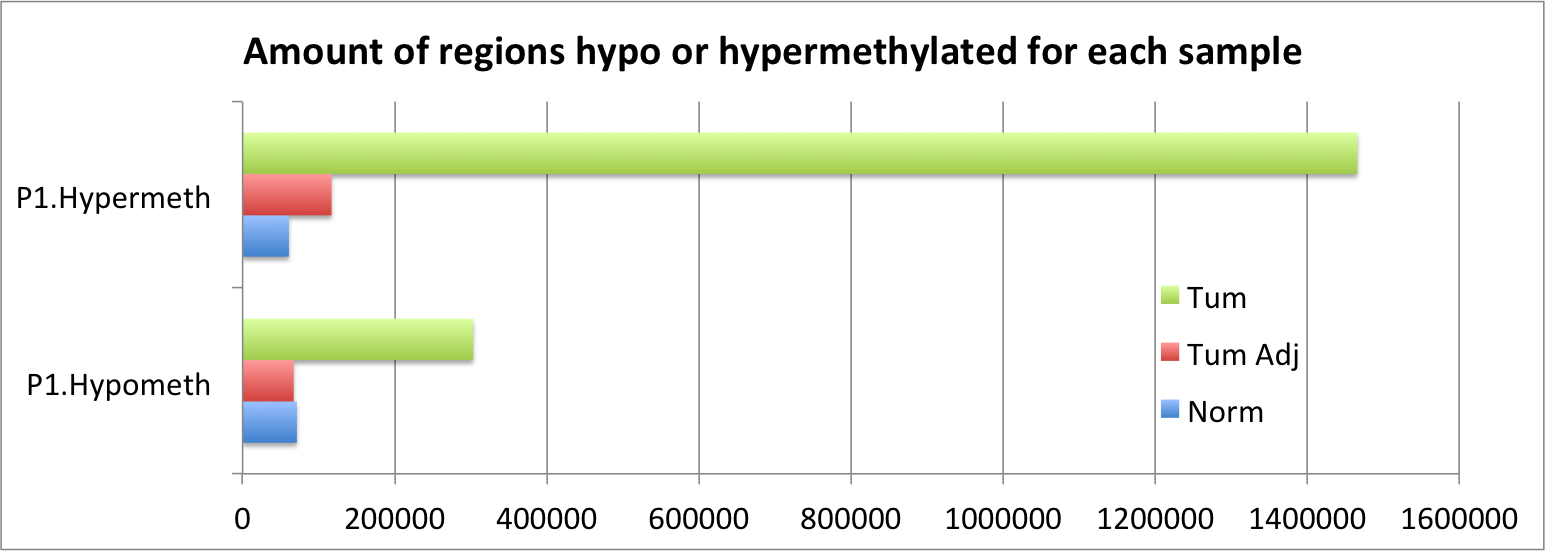 Amount of regions hypo or hypermethylated for each sample
P1.Hypermeth
P1.Hypometh
Tum
Tum Adj
Norm
0 200000 400000 600000 800000 1000000 1200000 1400000 1600000